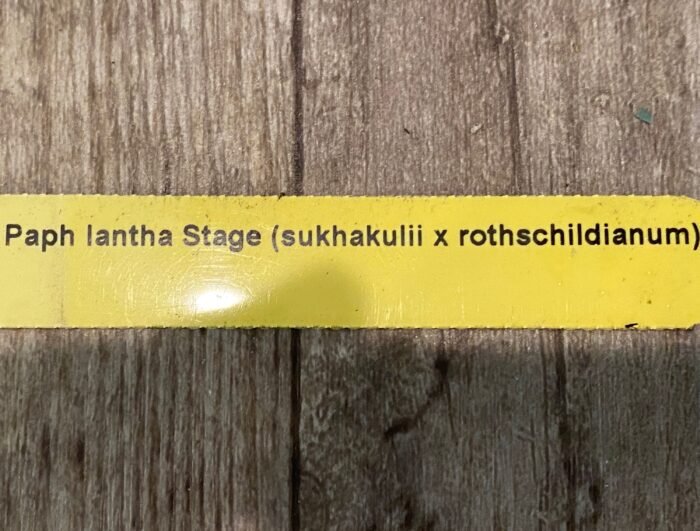 Paph Iantha Stage (sukhakulii x rothschildianum)